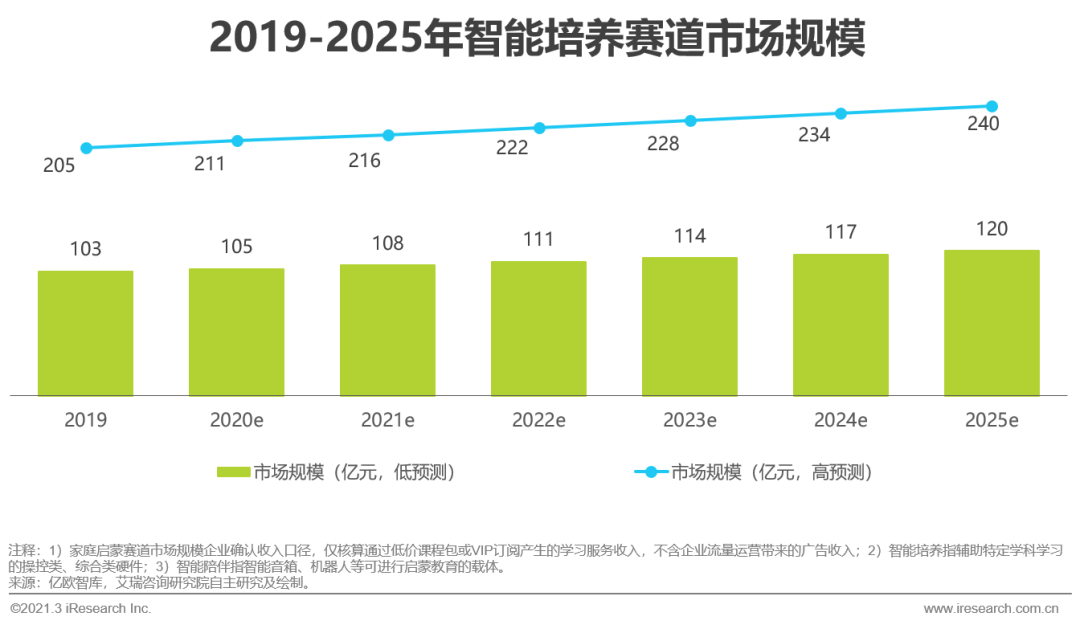 2019-2025年智能培养赛道市场规模
205 211 216 222 228 234 240
103 105 108 111 114 117 120
2019 2020e 2021e 2022e 2023e 2024e 2025e
市场规模（亿元，低预测） 市场规模（亿元，高预测）
注释：1）家庭启蒙赛道市场规模企业确认收入口径，仅核算通过低价课程包或VIP订阅产生的学习服务收入，不含企业流量运营带来的广告收入；2）智能培养指辅助特定学科学习
的操控类、综合类硬件；3）智能陪伴指智能音箱、机器人等可进行启蒙教育的载体。
来源：亿欧智库，艾瑞咨询研究院自主研究及绘制。
©2021.3 iResearch Inc. www.iresearch.com.cn